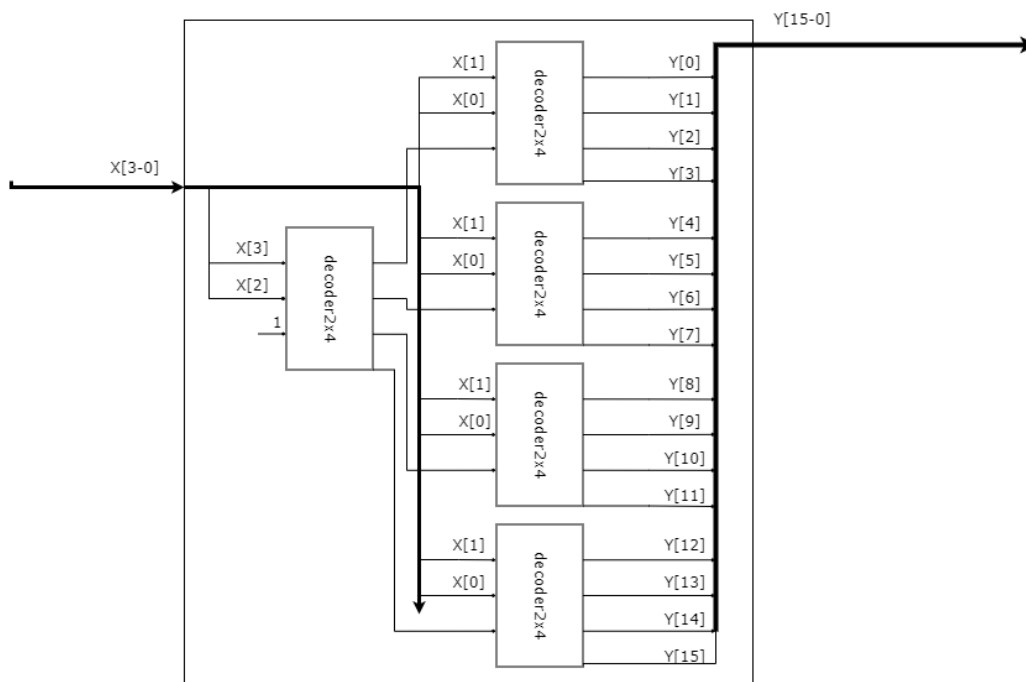 Y[15-0]
X[3-0]
X[3]
X[2]
1
decoder2x4
X[1]
X[0]
decoder2x4
Y[0]
Y[1]
Y[2]
Y[3]
X[1]
X[0]
decoder2x4
Y[4]
Y[5]
Y[6]
Y[7]
X[1]
X[0]
decoder2x4
Y[8]
Y[9]
Y[10]
Y[11]
X[1]
X[0]
decoder2x4
Y[12]
Y[13]
Y[14]
Y[15]